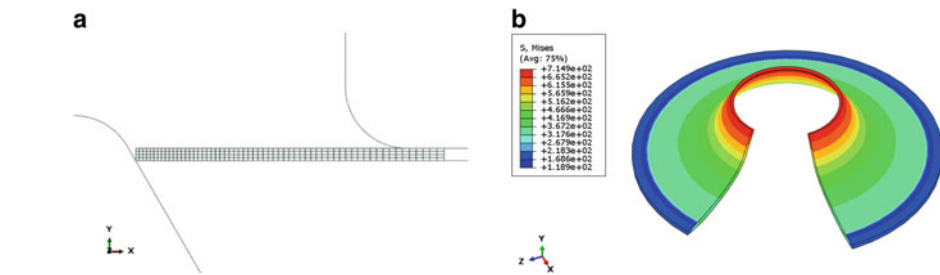 a
b
S, Mises
(Avg: 75%)
+7.149e+02
+6.652e+02
+6.155e+02
+5.659e+02
+5.162e+02
+4.666e+02
+4.169e+02
+3.672e+02
+3.176e+02
+2.679e+02
+2.183e+02
+1.686e+02
+1.189e+02
Y
Z X
Y
Z
X